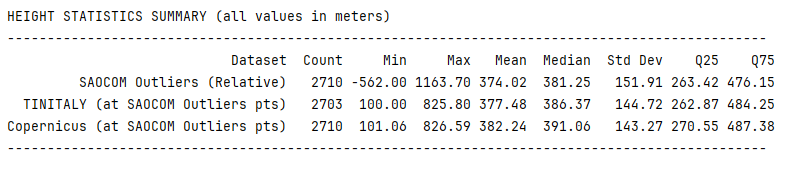 HEIGHT STATISTICS SUMMARY (all values in meters)
------------------------------------------------------------------------------------------------
Dataset Count Min Max Mean Median Std Dev Q25 Q75
SAOCOM Outliers (Relative) 2710 -562.00 1163.70 374.02 381.25 151.91 263.42 476.15
TINITALY (at SAOCOM Outliers pts) 2703 100.00 825.80 377.48 386.37 144.72 262.87 484.25
Copernicus (at SAOCOM Outliers pts) 2710 101.06 826.59 382.24 391.06 143.27 270.55 487.38
------------------------------------------------------------------------------------------------